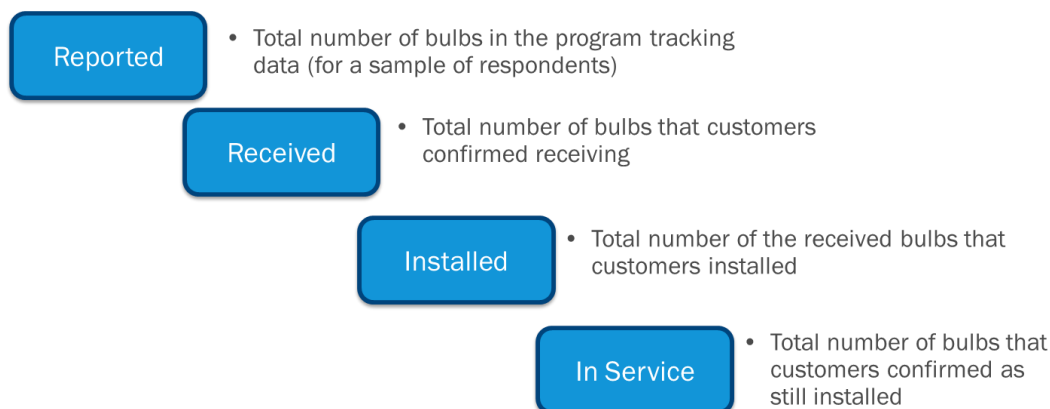 Reported
• Total number of bulbs in the program tracking
data (for a sample of respondents)
Received
• Total number of bulbs that customers
confirmed receiving
Installed
• Total number of the received bulbs that
customers installed
In Service
• Total number of bulbs that
customers confirmed as
still installed